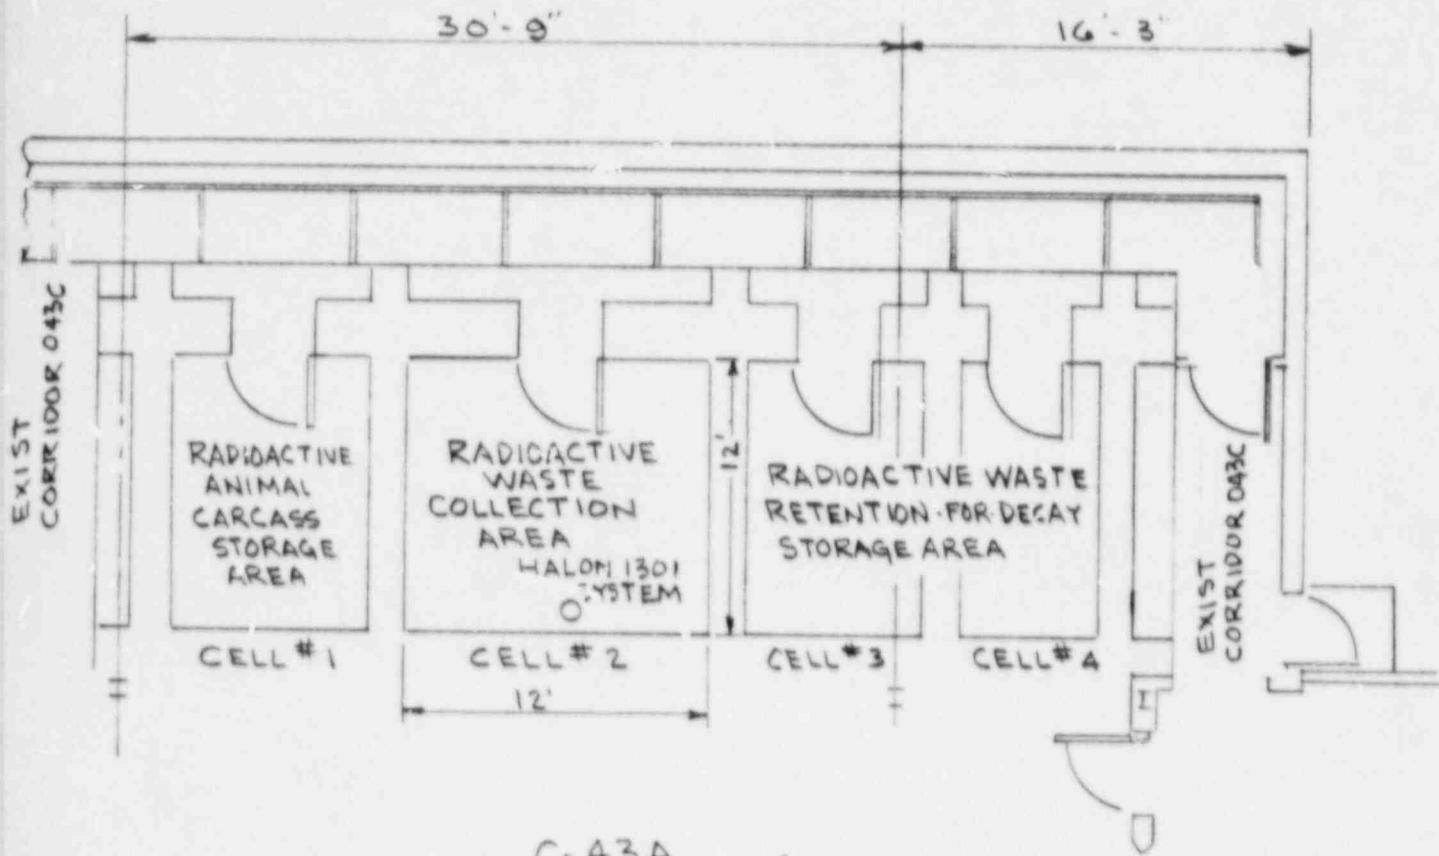 30'-9"
16'-3"
EXIST
CORRIDOR 043C
RADIOACTIVE
ANIMAL
CARCASS
STORAGE
AREA
RADIOACTIVE
WASTE
COLLECTION
AREA
HALON 1301
SYSTEM
12'
RADIOACTIVE WASTE
RETENTION-FOR-DECAY
STORAGE AREA
EXIST
CORRIDOR 043C
CELL #1
CELL #2
CELL #3
CELL #4
12'
I
C-43A